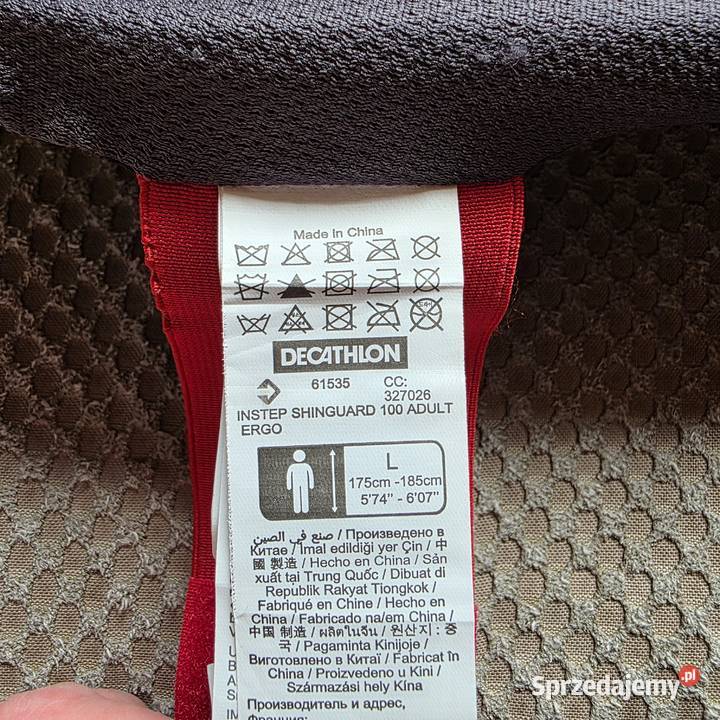 Made in China
DECATHLON
61535 CC:
327026
INSTEP SHINGUARD 100 ADULT
ERGO
L
175cm -185cm
5'74" - 6'07"
صنع في الصين / Произведено в
Китае / İmal edildiği yer Çin / 中
國 製造 / Hecho en China / Sản
xuất tại Trung Quốc / Dibuat di
Republik Rakyat Tiongkok /
Fabriqué en Chine / Hecho en
China / Fabricado na/em China /
中国 制造 / ผลิตในจีน / 원산지 : 중
국 / Pagaminta Kinijoje /
Виготовлено в Китаї / Fabricat în
China / Proizvedeno u Kini /
Származási hely Kína
Производитель и адрес,
Франция:
Sprzedajemy.pl